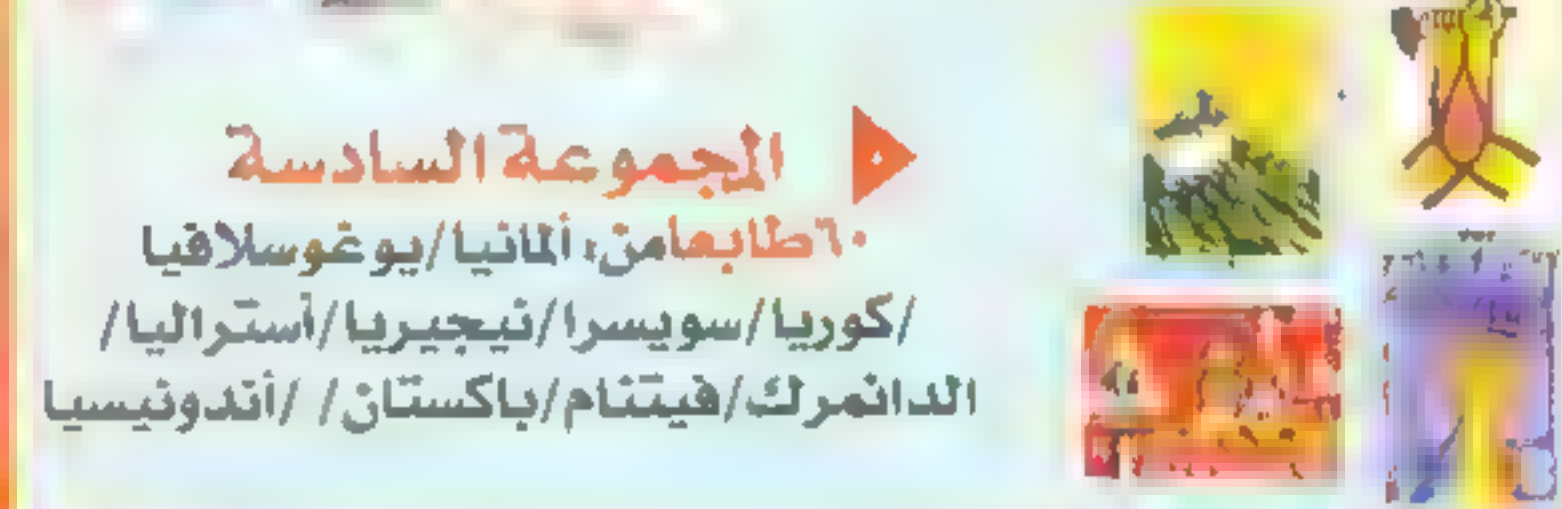 المجموعة السادسة
٦٠ طابعا من، ألمانيا/يوغوسلافيا
/كوريا/سويسرا/نيجيريا/أستراليا/
الدانمرك/فيتنام/باكستان/ /أندونيسيا